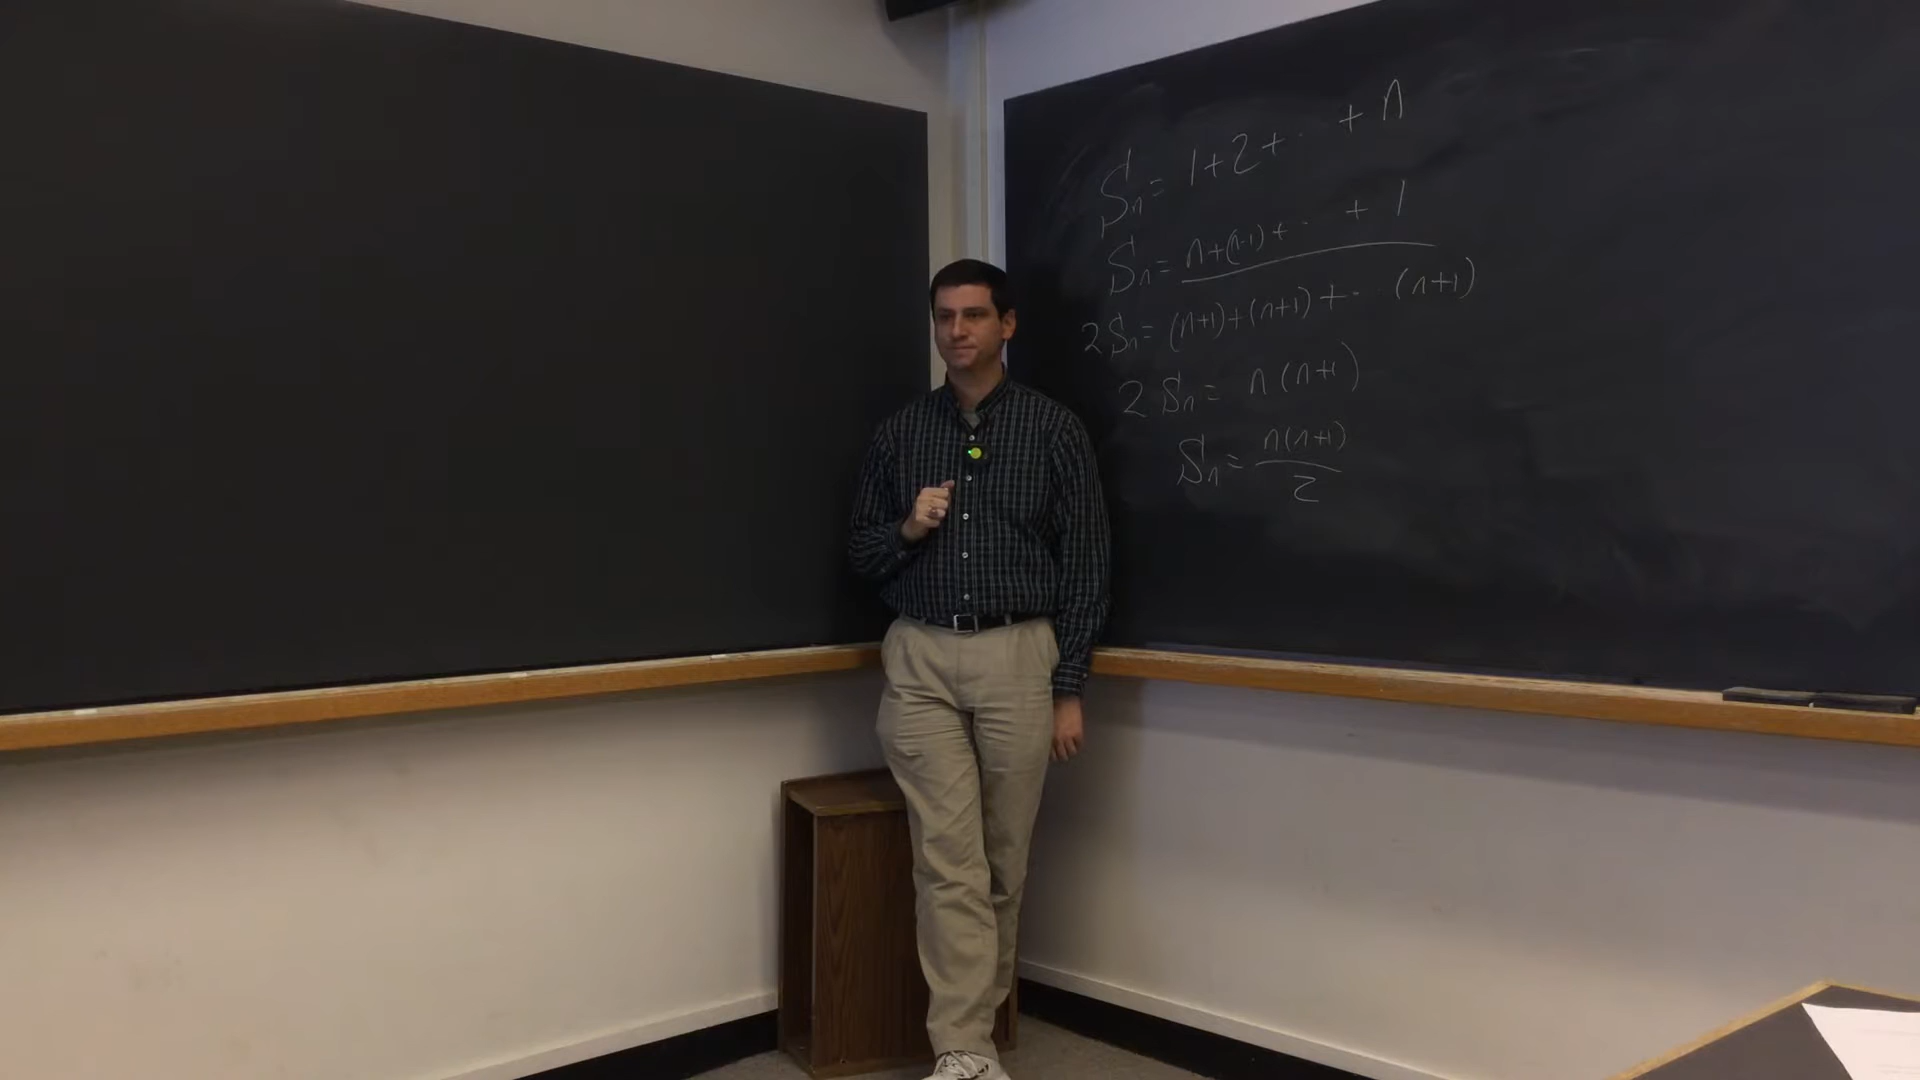 Sn = 1+2+ · · + n
Sn = n+(n-1)+ · · + 1
2Sn = (n+1)+(n+1)+ · · (n+1)
2Sn = n(n+1)
Sn = n(n+1)/2